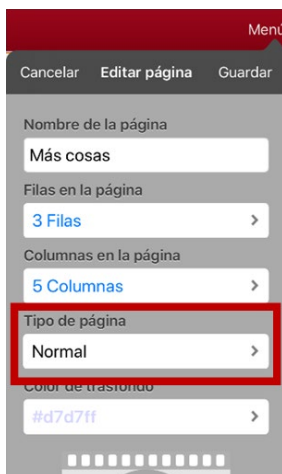 Menú
Cancelar Editar página Guardar
Nombre de la página
Más cosas
Filas en la página
3 Filas
Columnas en la página
5 Columnas
Tipo de página
Normal
Color de trasfondo
#d7d7ff